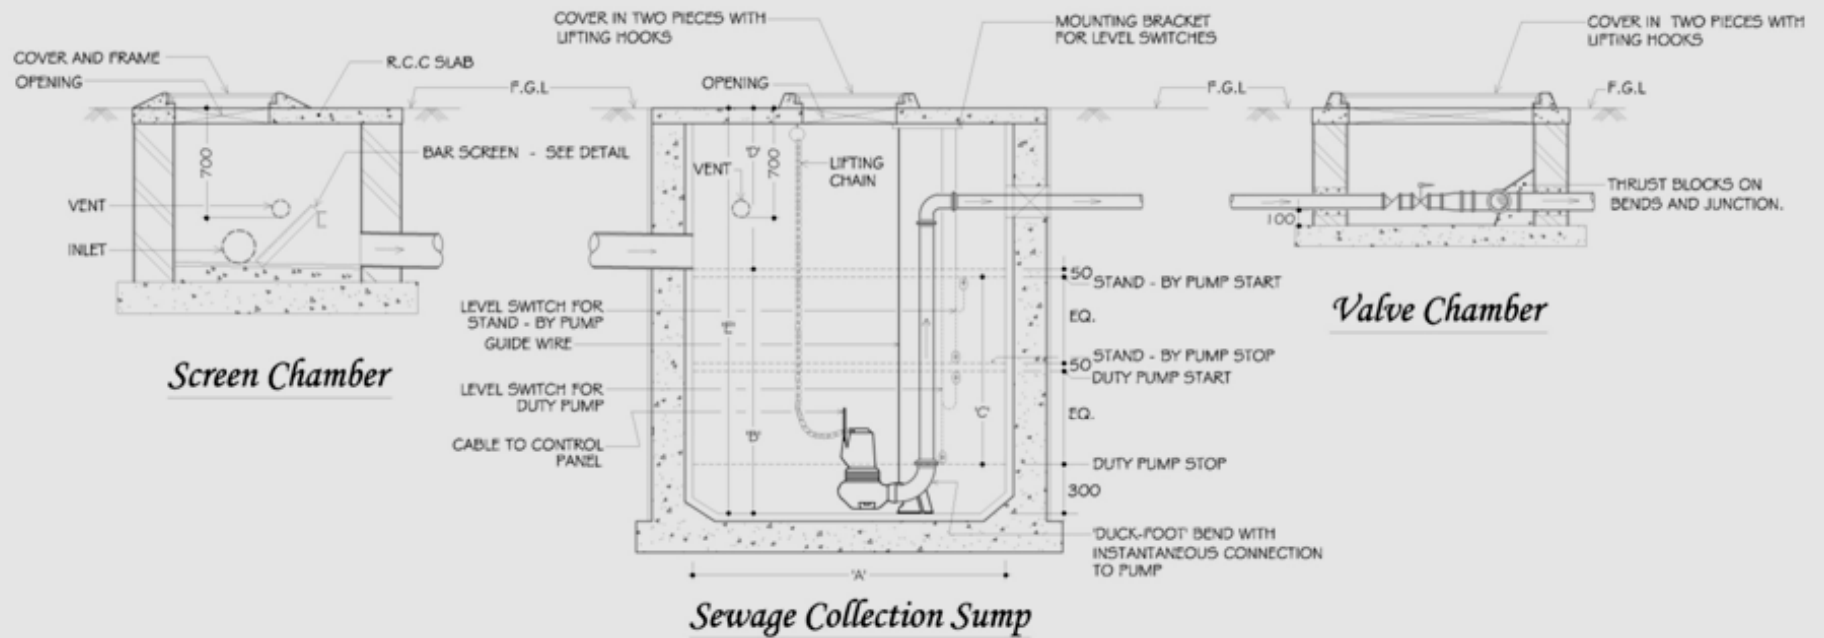 COVER AND FRAME
OPENING
R.C.C SLAB
F.G.L
700
BAR SCREEN - SEE DETAIL
VENT
INLET
Screen Chamber
COVER IN TWO PIECES WITH
LIFTING HOOKS
MOUNTING BRACKET
FOR LEVEL SWITCHES
OPENING
F.G.L
'D'
700
VENT
LIFTING
CHAIN
50
STAND - BY PUMP START
LEVEL SWITCH FOR
STAND - BY PUMP
'E'
EQ.
GUIDE WIRE
STAND - BY PUMP STOP
50
DUTY PUMP START
LEVEL SWITCH FOR
DUTY PUMP
'C'
EQ.
'B'
CABLE TO CONTROL
PANEL
DUTY PUMP STOP
300
'DUCK-FOOT' BEND WITH
INSTANTANEOUS CONNECTION
TO PUMP
'A'
Sewage Collection Sump
COVER IN TWO PIECES WITH
LIFTING HOOKS
F.G.L
THRUST BLOCKS ON
BENDS AND JUNCTION.
100
Valve Chamber